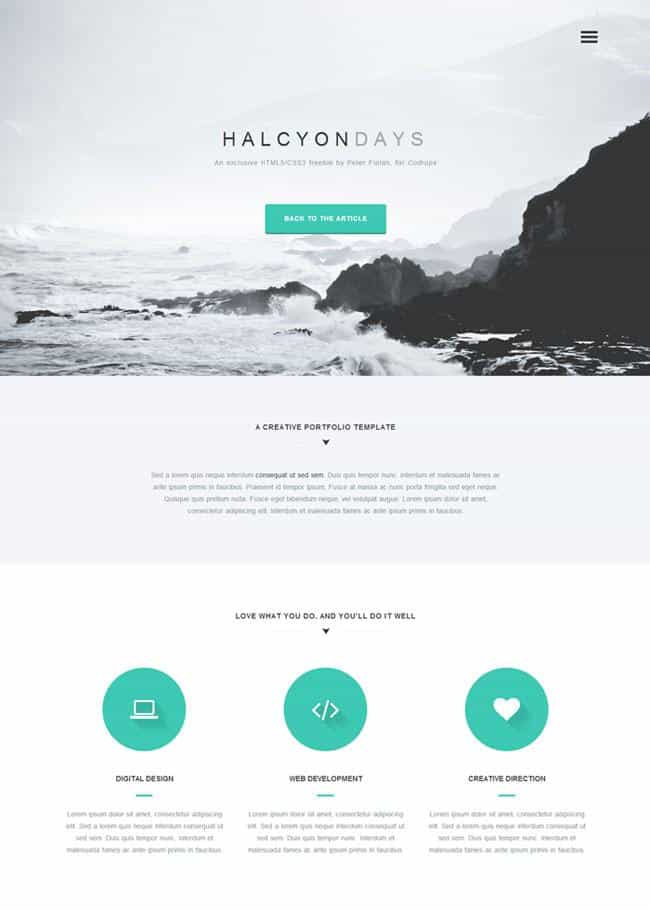 HALCYONDAYS
An exclusive HTML5/CSS3 freebie by Peter Finlan, for Codrops
BACK TO THE ARTICLE
A CREATIVE PORTFOLIO TEMPLATE
Sed a lorem quis neque interdum consequat ut sed sem. Duis quis tempor nunc. Interdum et malesuada fames ac
ante ipsum primis in faucibus. Praesent id tempor ipsum. Fusce at massa ac nunc porta fringilla sed eget neque.
Quisque quis pretium nulla. Fusce eget bibendum neque, vel volutpat augue. Lorem ipsum dolor sit amet,
consectetur adipiscing elit. Interdum et malesuada fames ac ante ipsum primis in faucibus.
LOVE WHAT YOU DO, AND YOU'LL DO IT WELL
DIGITAL DESIGN
Lorem ipsum dolor sit amet, consectetur adipiscing
elit. Sed a lorem quis neque interdum consequat ut
sed sem. Duis quis tempor nunc. Interdum et
malesuada fames ac ante ipsum primis in faucibus.
WEB DEVELOPMENT
Lorem ipsum dolor sit amet, consectetur adipiscing
elit. Sed a lorem quis neque interdum consequat ut
sed sem. Duis quis tempor nunc. Interdum et
malesuada fames ac ante ipsum primis in faucibus.
CREATIVE DIRECTION
Lorem ipsum dolor sit amet, consectetur adipiscing
elit. Sed a lorem quis neque interdum consequat ut
sed sem. Duis quis tempor nunc. Interdum et
malesuada fames ac ante ipsum primis in faucibus.